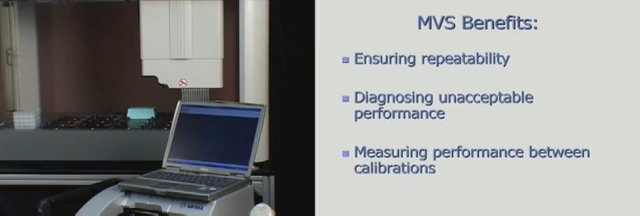 MVS Benefits:
Ensuring repeatability
Diagnosing unacceptable
performance
Measuring performance between
calibrations